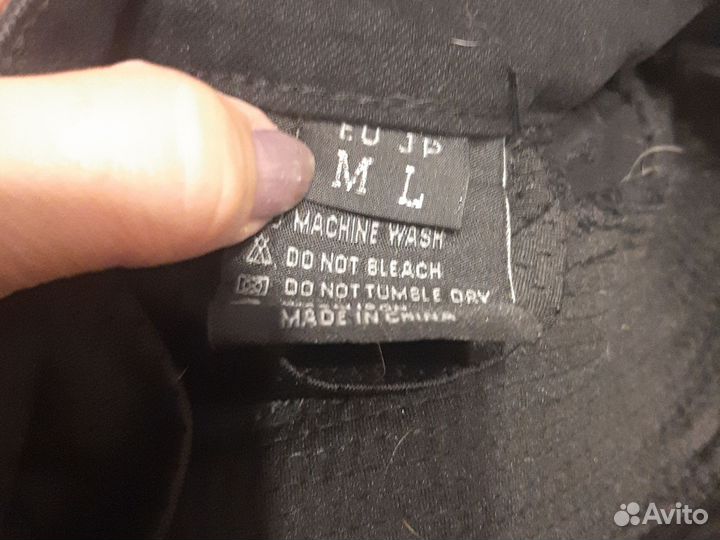 EU JP
M L
MACHINE WASH
DO NOT BLEACH
DO NOT TUMBLE DRY
MADE IN CHINA
Avito